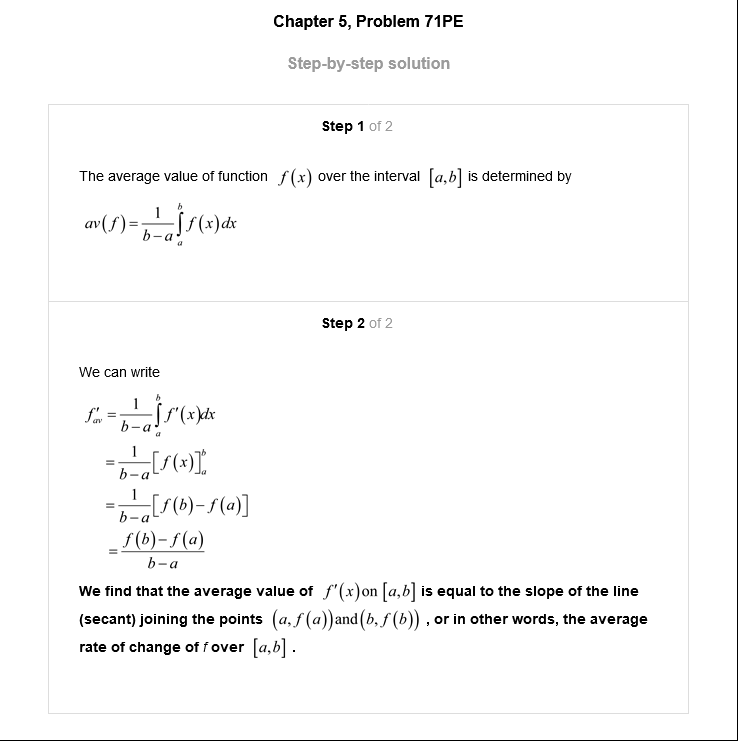 Chapter 5, Problem 71PE
Step-by-step solution
Step 1 of 2
The average value of function f(x) over the interval [a,b] is determined by
av(f) = \frac{1}{b-a} \int_a^b f(x)dx
Step 2 of 2
We can write
f'_{av} = \frac{1}{b-a} \int_a^b f'(x)dx
= \frac{1}{b-a} [f(x)]_a^b
= \frac{1}{b-a} [f(b)-f(a)]
= \frac{f(b)-f(a)}{b-a}
We find that the average value of f'(x) on [a,b] is equal to the slope of the line
(secant) joining the points (a, f(a)) and (b, f(b)) , or in other words, the average
rate of change of f over [a,b] .